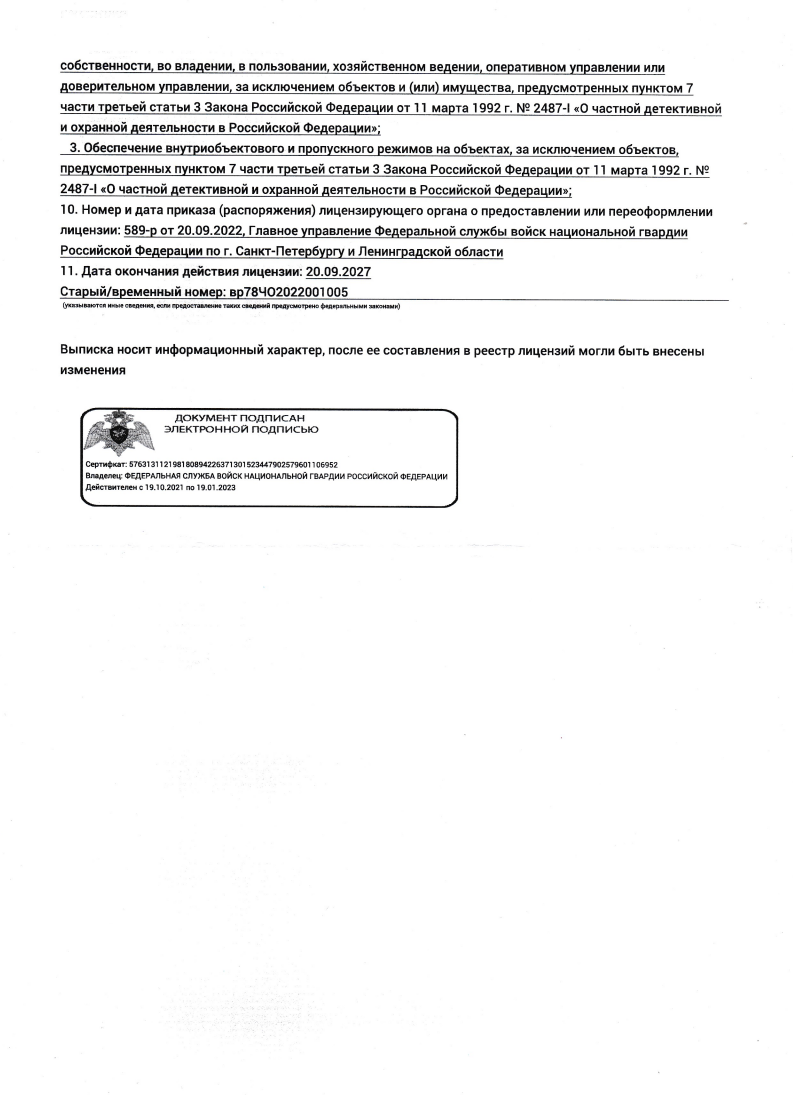 собственности, во владении, в пользовании, хозяйственном ведении, оперативном управлении или
доверительном управлении, за исключением объектов и (или) имущества, предусмотренных пунктом 7
части третьей статьи 3 Закона Российской Федерации от 11 марта 1992 г. № 2487-I «О частной детективной
и охранной деятельности в Российской Федерации»;
3. Обеспечение внутриобъектового и пропускного режимов на объектах, за исключением объектов,
предусмотренных пунктом 7 части третьей статьи 3 Закона Российской Федерации от 11 марта 1992 г. №
2487-I «О частной детективной и охранной деятельности в Российской Федерации»;
10. Номер и дата приказа (распоряжения) лицензирующего органа о предоставлении или переоформлении
лицензии: 589-р от 20.09.2022, Главное управление Федеральной службы войск национальной гвардии
Российской Федерации по г. Санкт-Петербургу и Ленинградской области
11. Дата окончания действия лицензии: 20.09.2027
Старый/временный номер: вр78ЧО2022001005
(указываются иные сведения, если предоставление таких сведений предусмотрено федеральными законами)
Выписка носит информационный характер, после ее составления в реестр лицензий могли быть внесены
изменения
ДОКУМЕНТ ПОДПИСАН
ЭЛЕКТРОННОЙ ПОДПИСЬЮ
Сертификат: 57631311219818089422637130152344790257960110695​2
Владелец: ФЕДЕРАЛЬНАЯ СЛУЖБА ВОЙСК НАЦИОНАЛЬНОЙ ГВАРДИИ РОССИЙСКОЙ ФЕДЕРАЦИИ
Действителен с 19.10.2021 по 19.01.2023